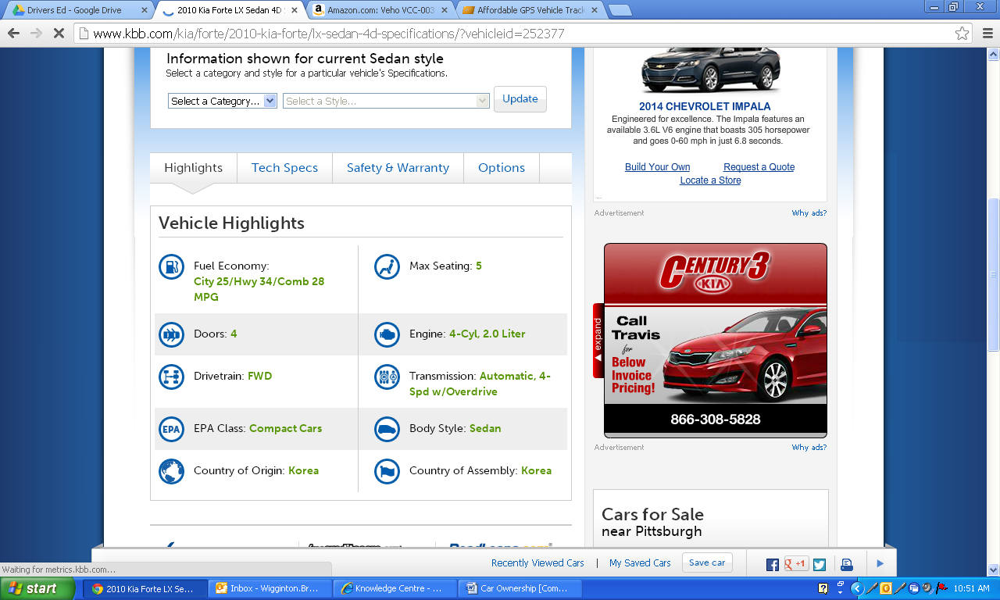 Drivers Ed - Google Drive
2010 Kia Forte LX Sedan 4D
Amazon.com: Veho VCC-003
Affordable GPS Vehicle Track
www.kbb.com/kia/forte/2010-kia-forte/lx-sedan-4d-specifications/?vehicleid=252377
Information shown for current Sedan style
Select a category and style for a particular vehicle's Specifications.
Select a Category...
Select a Style...
Update
Highlights
Tech Specs
Safety & Warranty
Options
Vehicle Highlights
Fuel Economy:
City 25/Hwy 34/Comb 28
MPG
Max Seating: 5
Doors: 4
Engine: 4-Cyl, 2.0 Liter
Drivetrain: FWD
Transmission: Automatic, 4-
Spd w/Overdrive
EPA
EPA Class: Compact Cars
Body Style: Sedan
Country of Origin: Korea
Country of Assembly: Korea
2014 CHEVROLET IMPALA
Engineered for excellence. The Impala features an
available 3.6L V6 engine that boasts 305 horsepower
and goes 0-60 mph in just 6.8 seconds.
Build Your Own
Request a Quote
Locate a Store
...
Advertisement
Why ads?
CENTURY 3
KIA
expand
Call
Travis
for
Below
Invoice
Pricing!
866-308-5828
Advertisement
Why ads?
Cars for Sale
near Pittsburgh
Waiting for metrics.kbb.com...
Recently Viewed Cars | My Saved Cars
Save car
+1
start
2010 Kia Forte LX Se...
Inbox - Wigginton.Br...
Knowledge Centre - ...
Car Ownership [Com...
10:51 AM